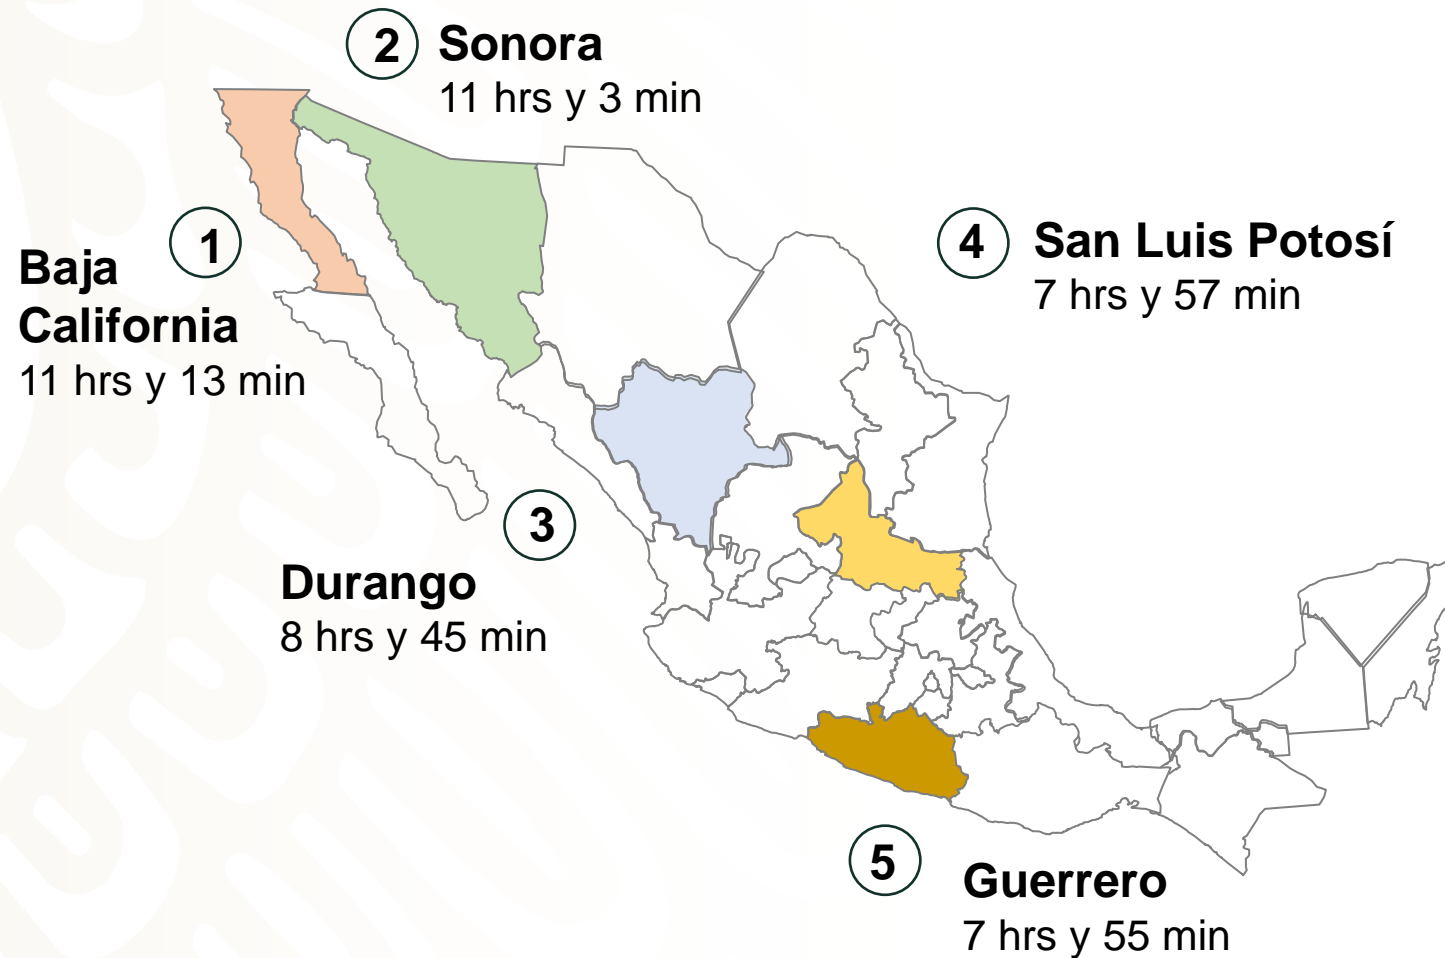 2
Sonora
11 hrs y 3 min
1
Baja
California
11 hrs y 13 min
4
San Luis Potosí
7 hrs y 57 min
3
Durango
8 hrs y 45 min
5
Guerrero
7 hrs y 55 min